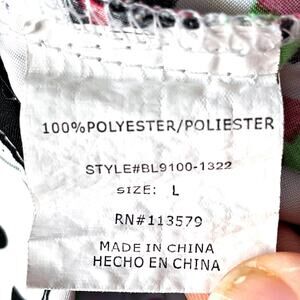 100%POLYESTER/POLIESTER
STYLE#BL9100-1322
SIZE: L
RN#113579
MADE IN CHINA
HECHO EN CHINA